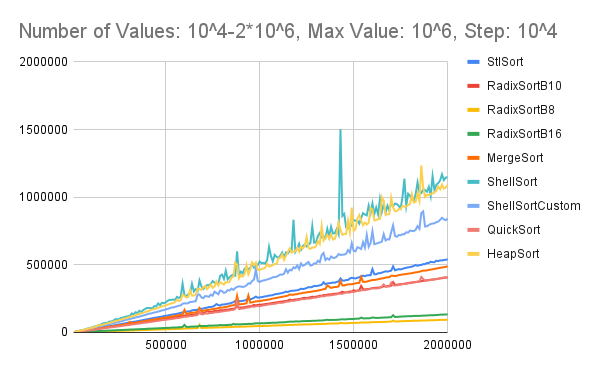 Number of Values: 10^4-2*10^6, Max Value: 10^6, Step: 10^4
2000000
1500000
1000000
500000
0
500000 1000000 1500000 2000000
StlSort
RadixSortB10
RadixSortB8
RadixSortB16
MergeSort
ShellSort
ShellSortCustom
QuickSort
HeapSort